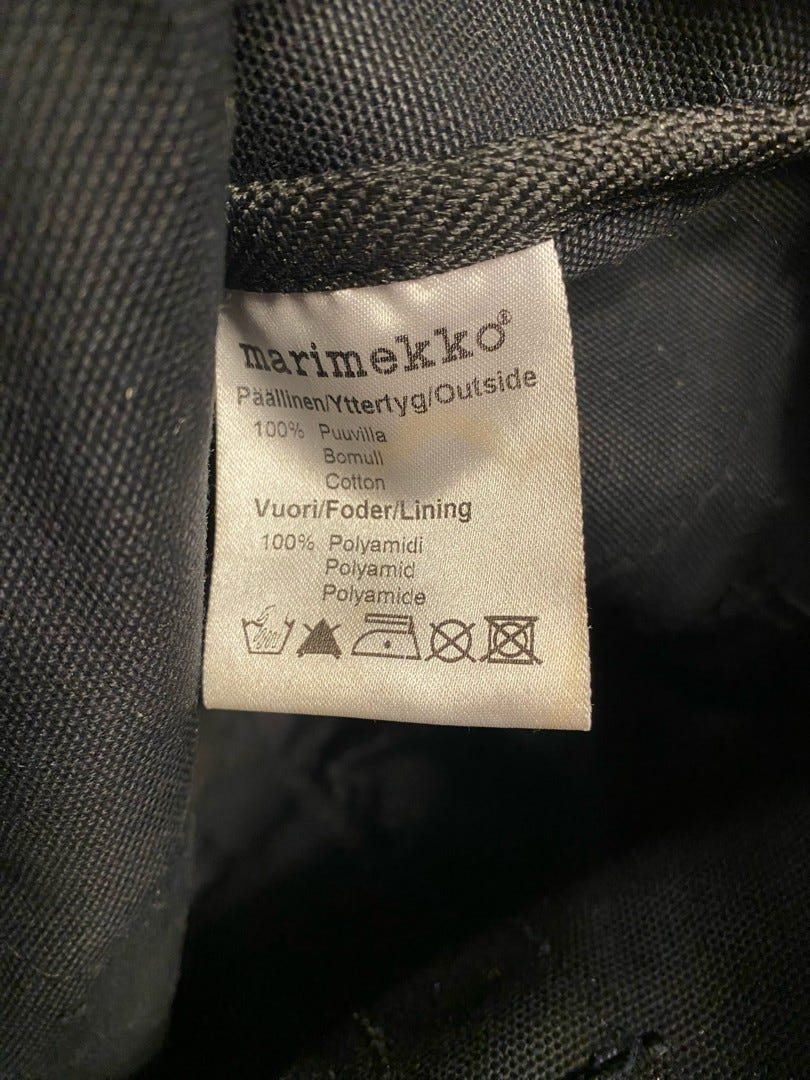 marimekko®
Päällinen/Yttertyg/Outside
100% Puuvilla
Bomull
Cotton
Vuori/Foder/Lining
100% Polyamidi
Polyamid
Polyamide